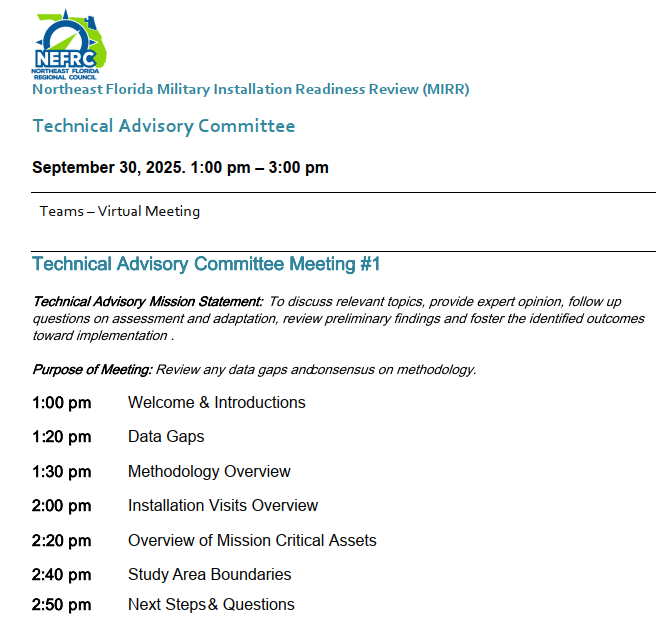 NEFRC
NORTHEAST FLORIDA
REGIONAL COUNCIL
Northeast Florida Military Installation Readiness Review (MIRR)
Technical Advisory Committee
September 30, 2025. 1:00 pm – 3:00 pm
Teams – Virtual Meeting
Technical Advisory Committee Meeting #1
Technical Advisory Mission Statement: To discuss relevant topics, provide expert opinion, follow up
questions on assessment and adaptation, review preliminary findings and foster the identified outcomes
toward implementation .
Purpose of Meeting: Review any data gaps and consensus on methodology.
1:00 pm Welcome & Introductions
1:20 pm Data Gaps
1:30 pm Methodology Overview
2:00 pm Installation Visits Overview
2:20 pm Overview of Mission Critical Assets
2:40 pm Study Area Boundaries
2:50 pm Next Steps & Questions